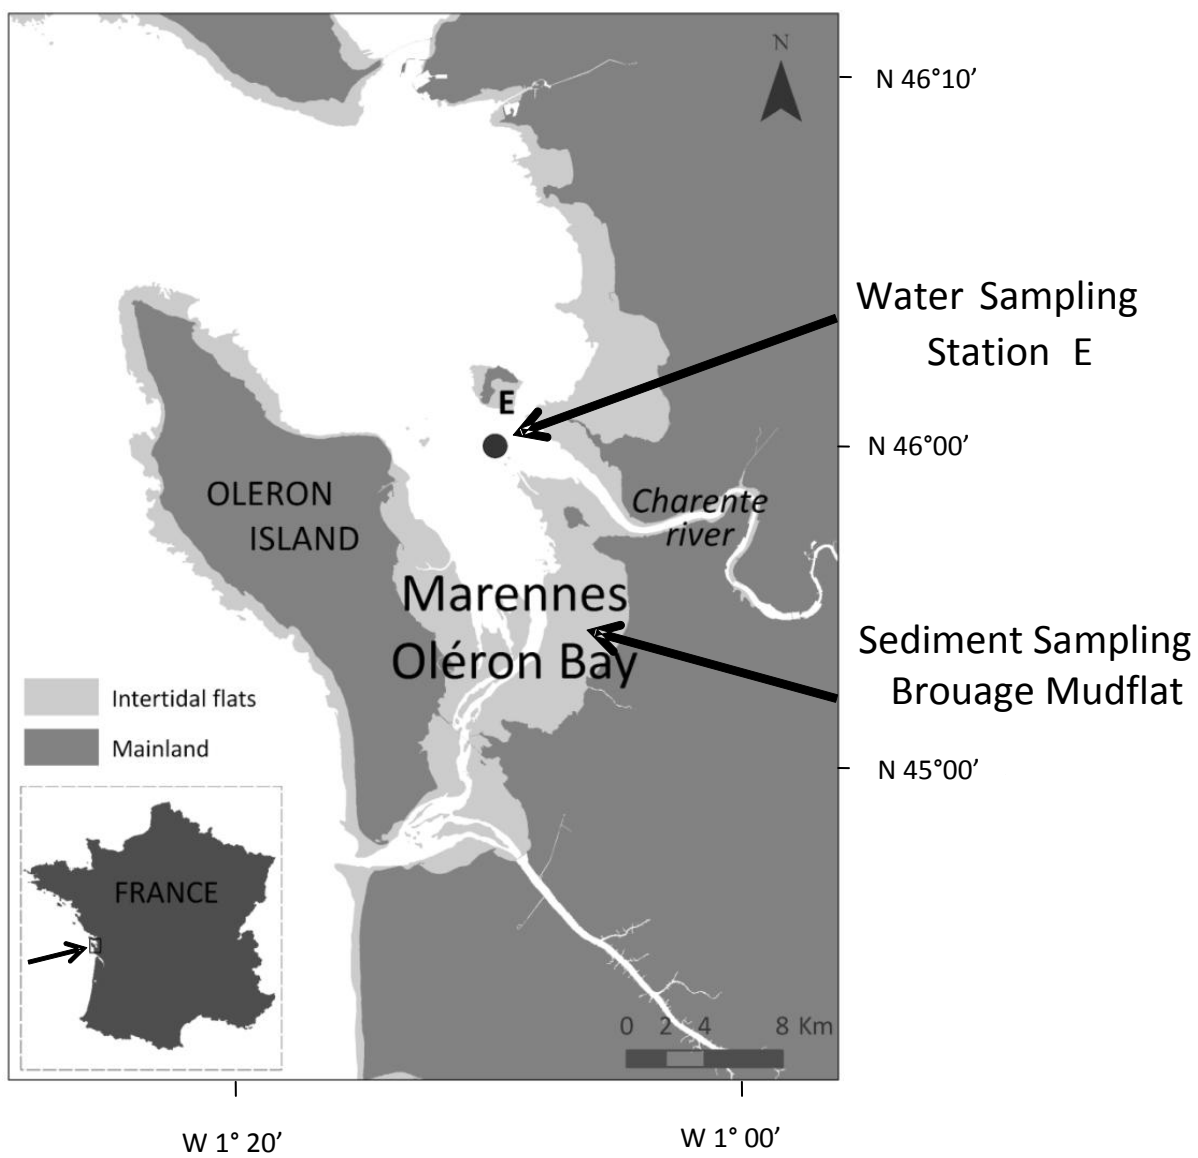 N
N 46°10’
Water Sampling
Station E
E
N 46°00’
OLERON
ISLAND
Charente
river
Marennes
Oléron Bay
Sediment Sampling
Brouage Mudflat
Intertidal flats
Mainland
N 45°00’
FRANCE
0 2 4 8 Km
W 1° 20’
W 1° 00’